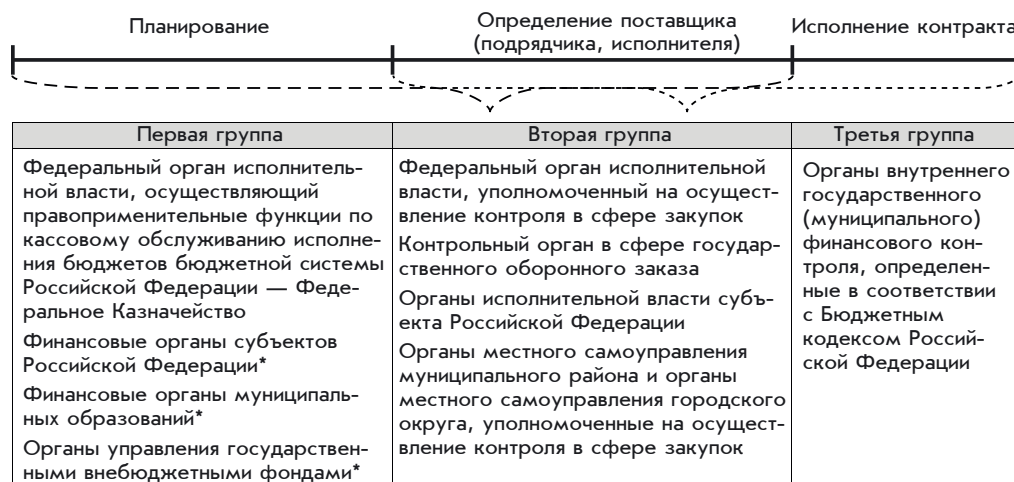 Планирование
Определение поставщика
(подрядчика, исполнителя)
Исполнение контракта
Первая группа
Вторая группа
Третья группа
Федеральный орган исполнитель-
ной власти, осуществляющий
правоприменительные функции по
кассовому обслуживанию исполне-
ния бюджетов бюджетной системы
Российской Федерации — Феде-
ральное Казначейство
Финансовые органы субъектов
Российской Федерации*
Финансовые органы муниципаль-
ных образований*
Органы управления государствен-
ными внебюджетными фондами*
Федеральный орган исполнительной
власти, уполномоченный на осущест-
вление контроля в сфере закупок
Контрольный орган в сфере государ-
ственного оборонного заказа
Органы исполнительной власти субъ-
екта Российской Федерации
Органы местного самоуправления
муниципального района и органы
местного самоуправления городского
округа, уполномоченные на осущест-
вление контроля в сфере закупок
Органы внутреннего
государственного
(муниципального)
финансового кон-
троля, определен-
ные в соответствии
с Бюджетным
кодексом Россий-
ской Федерации